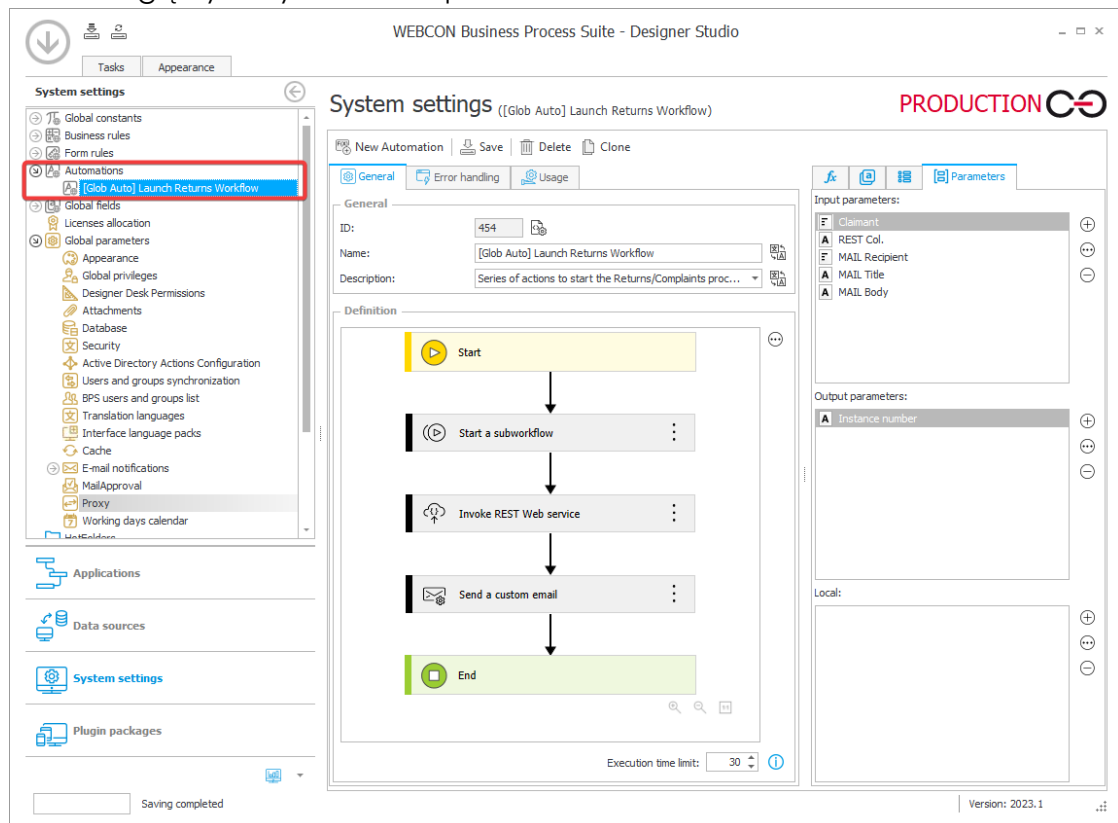 WEBCON Business Process Suite - Designer Studio
Tasks
Appearance
System settings
Global constants
Business rules
Form rules
Automations
[Glob Auto] Launch Returns Workflow
Global fields
Licenses allocation
Global parameters
Appearance
Global privileges
Designer Desk Permissions
Attachments
Database
Security
Active Directory Actions Configuration
Users and groups synchronization
BPS users and groups list
Translation languages
Interface language packs
Cache
E-mail notifications
MailApproval
Proxy
Working days calendar
Applications
Data sources
System settings
Plugin packages
Saving completed
System settings ([Glob Auto] Launch Returns Workflow)
PRODUCTION
New Automation
Save
Delete
Clone
General
Error handling
Usage
General
ID:
454
Name:
[Glob Auto] Launch Returns Workflow
Description:
Series of actions to start the Returns/Complaints proc...
Definition
Start
Start a subworkflow
Invoke REST Web service
Send a custom email
End
Execution time limit:
30
Parameters
Input parameters:
Claimant
REST Col.
MAIL Recipient
MAIL Title
MAIL Body
Output parameters:
Instance number
Local:
Version: 2023.1